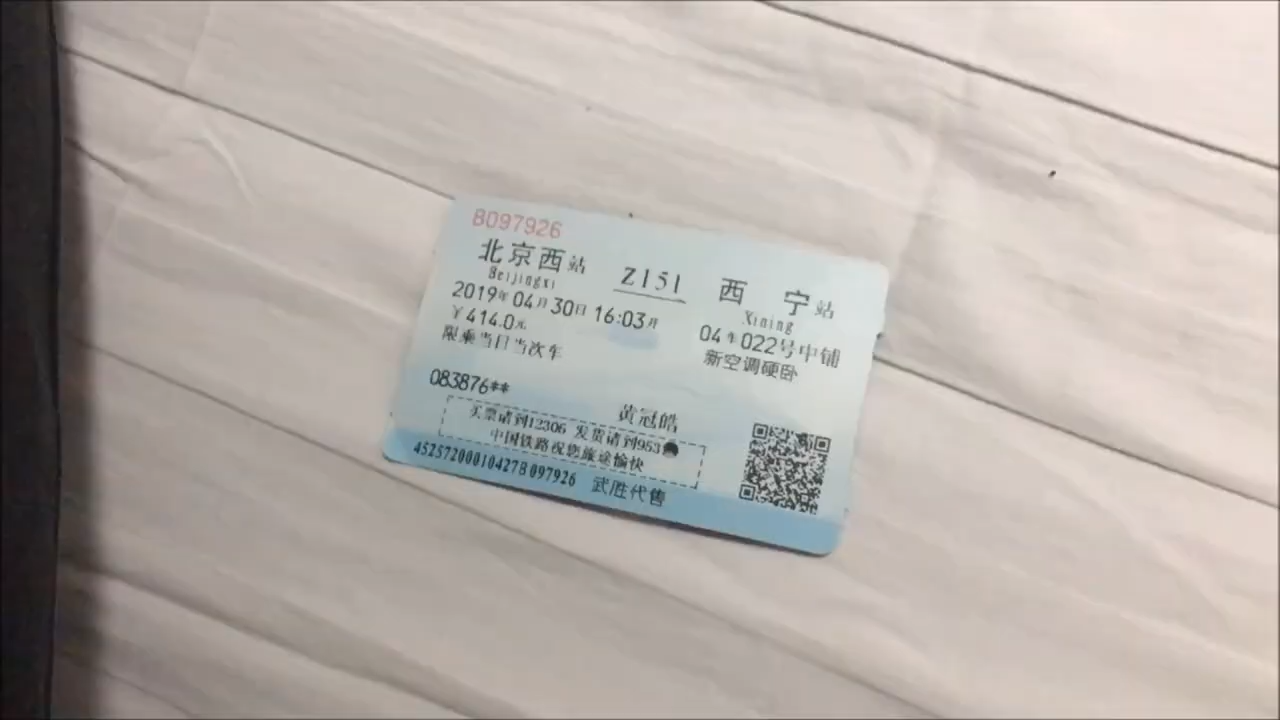 B097926
北京西站 Z151 西宁站
Beijingxi Xining
2019年04月30日 16:03开 04车022号中铺
￥414.0元 新空调硬卧
限乘当日当次车
083876** 黄冠皓
买票请到12306 发货请到953
中国铁路祝您旅途愉快
45257200010427B097926 武胜代售